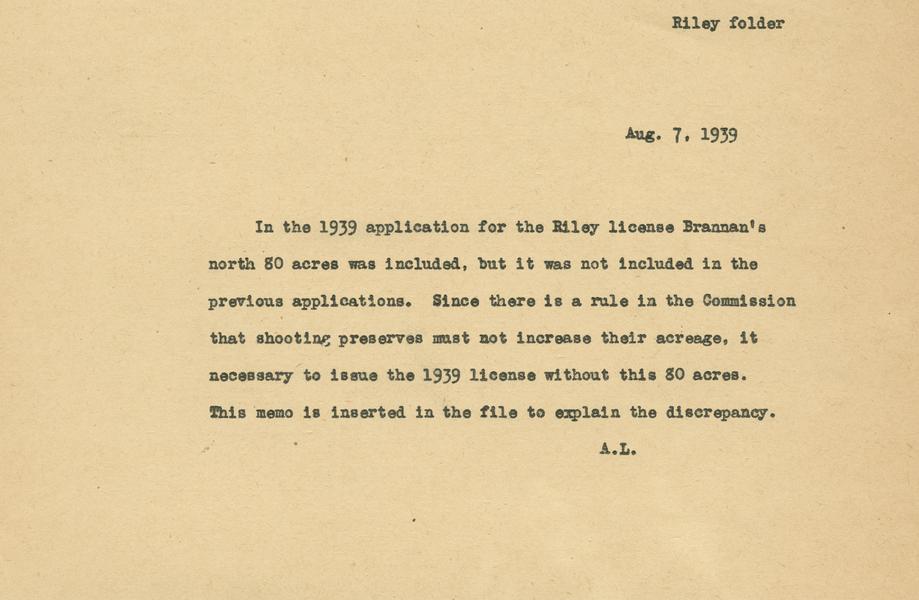 Riley folder
Aug. 7, 1939
In the 1939 application for the Riley license Brannan's
north 80 acres was included, but it was not included in the
previous applications. Since there is a rule in the Commission
that shooting preserves must not increase their acreage, it
necessary to issue the 1939 license without this 80 acres.
This memo is inserted in the file to explain the discrepancy.
A.L.